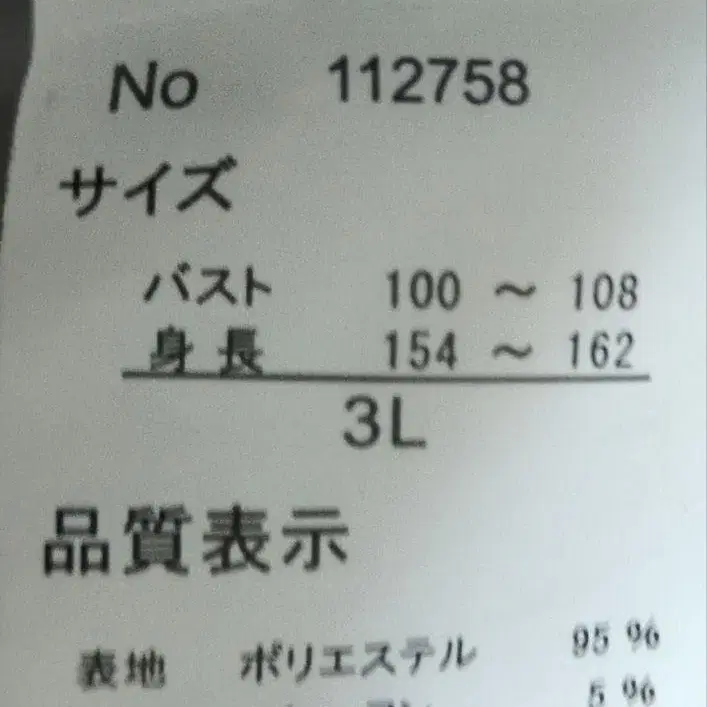 No 112758
サイズ
バスト 100 ～ 108
身長 154 ～ 162
3L
品質表示
表地 ポリエステル 95 %
5 %